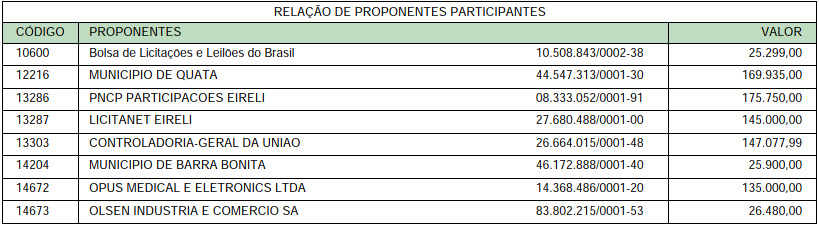 RELAÇÃO DE PROPONENTES PARTICIPANTES
CÓDIGO PROPONENTES VALOR
10600 Bolsa de Licitações e Leilões do Brasil 10.508.843/0002-38 25.299,00
12216 MUNICIPIO DE QUATA 44.547.313/0001-30 169.935,00
13286 PNCP PARTICIPACOES EIRELI 08.333.052/0001-91 175.750,00
13287 LICITANET EIRELI 27.680.488/0001-00 145.000,00
13303 CONTROLADORIA-GERAL DA UNIAO 26.664.015/0001-48 147.077,99
14204 MUNICIPIO DE BARRA BONITA 46.172.888/0001-40 25.900,00
14672 OPUS MEDICAL E ELETRONICS LTDA 14.368.486/0001-20 135.000,00
14673 OLSEN INDUSTRIA E COMERCIO SA 83.802.215/0001-53 26.480,00